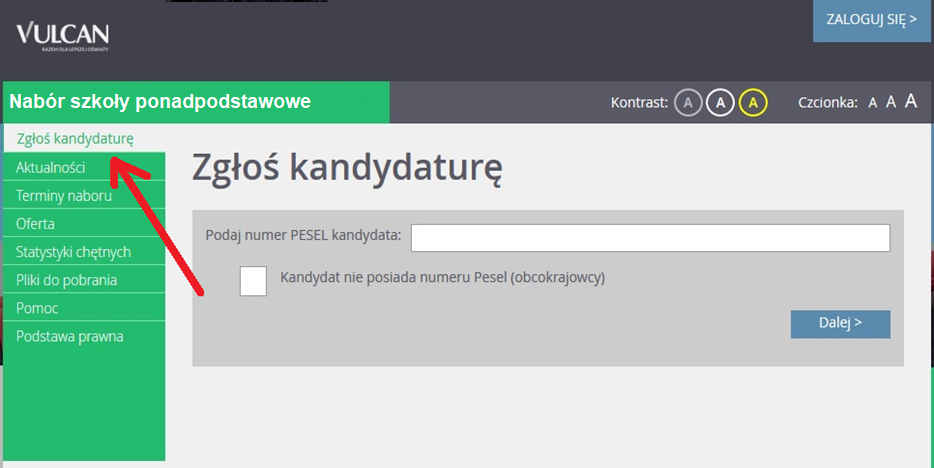 ZALOGUJ SIĘ >
VULCAN
RAZEM DLA LEPSZEJ OŚWIATY
Nabór szkoły ponadpodstawowe
Kontrast: A A A Czcionka: A A A
Zgłoś kandydaturę
Aktualności
Terminy naboru
Oferta
Statystyki chętnych
Pliki do pobrania
Pomoc
Podstawa prawna
Zgłoś kandydaturę
Podaj numer PESEL kandydata:
Kandydat nie posiada numeru Pesel (obcokrajowcy)
Dalej >